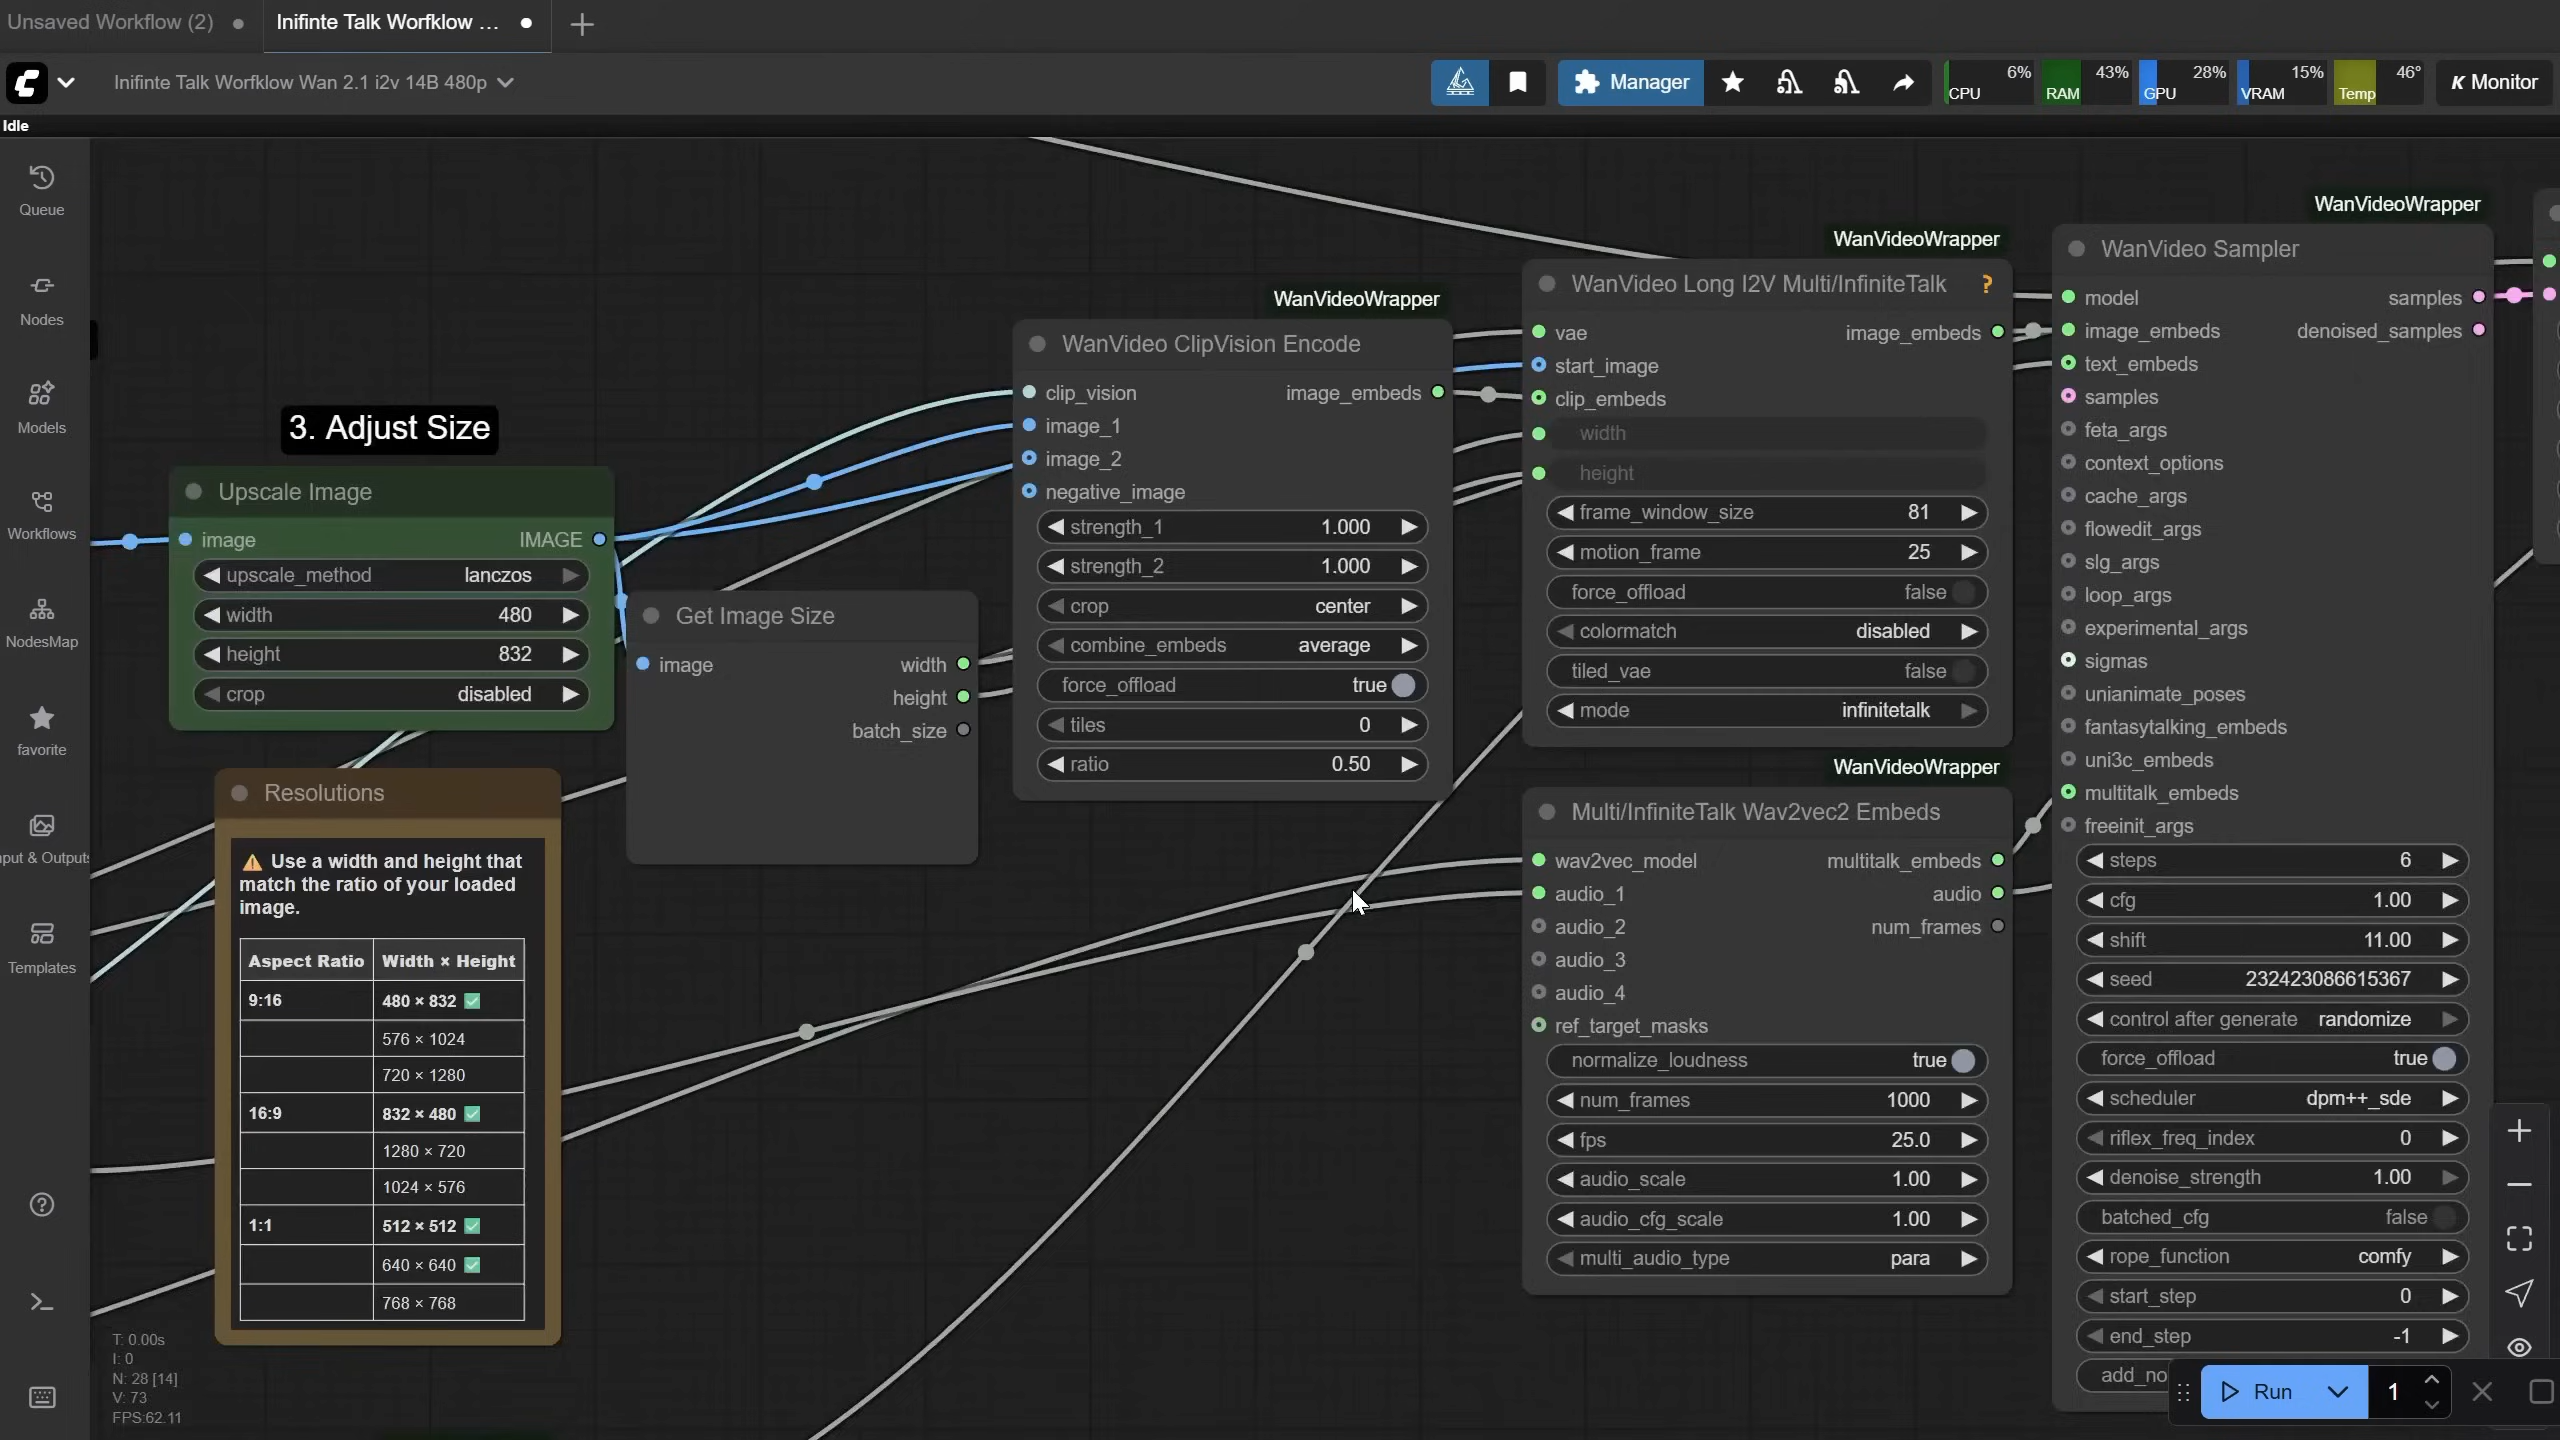 Unsaved Workflow (2)
Inifinte Talk Worfklow ...
Inifinte Talk Worfklow Wan 2.1 i2v 14B 480p
Manager
6%
CPU
43%
RAM
28%
GPU
15%
VRAM
46°
Temp
Monitor
Idle
Queue
Nodes
Models
Workflows
NodesMap
favorite
put & Output
Templates
3. Adjust Size
Upscale Image
image IMAGE
upscale_method lanczos
width 480
height 832
crop disabled
Resolutions
⚠️ Use a width and height that
match the ratio of your loaded
image.
Aspect Ratio Width × Height
9:16 480 × 832 ✅
576 × 1024
720 × 1280
16:9 832 × 480 ✅
1280 × 720
1024 × 576
1:1 512 × 512 ✅
640 × 640 ✅
768 × 768
T: 0.00s
I: 0
N: 28 [14]
V: 73
FPS:62.11
Get Image Size
image width
height
batch_size
WanVideoWrapper
WanVideo ClipVision Encode
clip_vision image_embeds
image_1
image_2
negative_image
strength_1 1.000
strength_2 1.000
crop center
combine_embeds average
force_offload true
tiles 0
ratio 0.50
WanVideoWrapper
WanVideo Long I2V Multi/InfiniteTalk ?
vae image_embeds
start_image
clip_embeds
width
height
frame_window_size 81
motion_frame 25
force_offload false
colormatch disabled
tiled_vae false
mode infinitetalk
WanVideoWrapper
Multi/InfiniteTalk Wav2vec2 Embeds
wav2vec_model multitalk_embeds
audio_1 audio
audio_2 num_frames
audio_3
audio_4
ref_target_masks
normalize_loudness true
num_frames 1000
fps 25.0
audio_scale 1.00
audio_cfg_scale 1.00
multi_audio_type para
WanVideoWrapper
WanVideo Sampler
model samples
image_embeds denoised_samples
text_embeds
samples
feta_args
context_options
cache_args
flowedit_args
slg_args
loop_args
experimental_args
sigmas
unianimate_poses
fantasytalking_embeds
uni3c_embeds
multitalk_embeds
freeinit_args
steps 6
cfg 1.00
shift 11.00
seed 232423086615367
control after generate randomize
force_offload true
scheduler dpm++_sde
riflex_freq_index 0
denoise_strength 1.00
batched_cfg false
rope_function comfy
start_step 0
end_step -1
add_no
Run 1